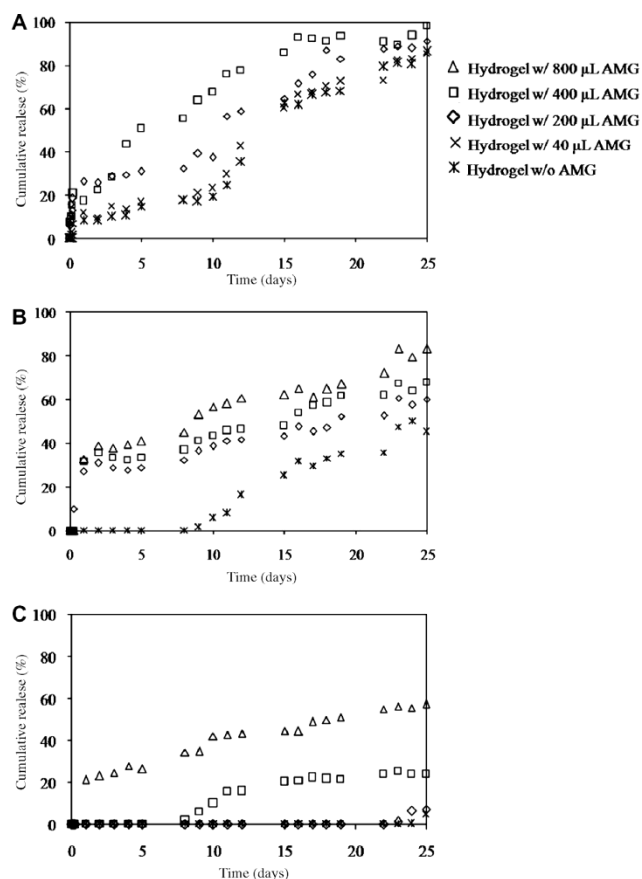 A
100
80
60
40
20
0
Cumulative realese (%)
0 5 10 15 20 25
Time (days)
Hydrogel w/ 800 µL AMG
Hydrogel w/ 400 µL AMG
Hydrogel w/ 200 µL AMG
Hydrogel w/ 40 µL AMG
Hydrogel w/o AMG
B
100
80
60
40
20
0
Cumulative realese (%)
0 5 10 15 20 25
Time (days)
C
100
80
60
40
20
0
Cumulative realese (%)
0 5 10 15 20 25
Time (days)